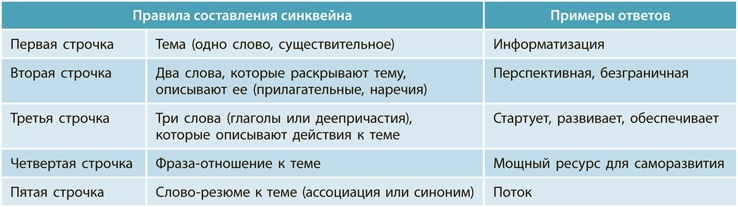 Правила составления синквейна Примеры ответов
Первая строчка Тема (одно слово, существительное) Информатизация
Вторая строчка Два слова, которые раскрывают тему, Перспективная, безграничная
описывают ее (прилагательные, наречия)
Третья строчка Три слова (глаголы или деепричастия), Стартует, развивает, обеспечивает
которые описывают действия к теме
Четвертая строчка Фраза-отношение к теме Мощный ресурс для саморазвития
Пятая строчка Слово-резюме к теме (ассоциация или синоним) Поток